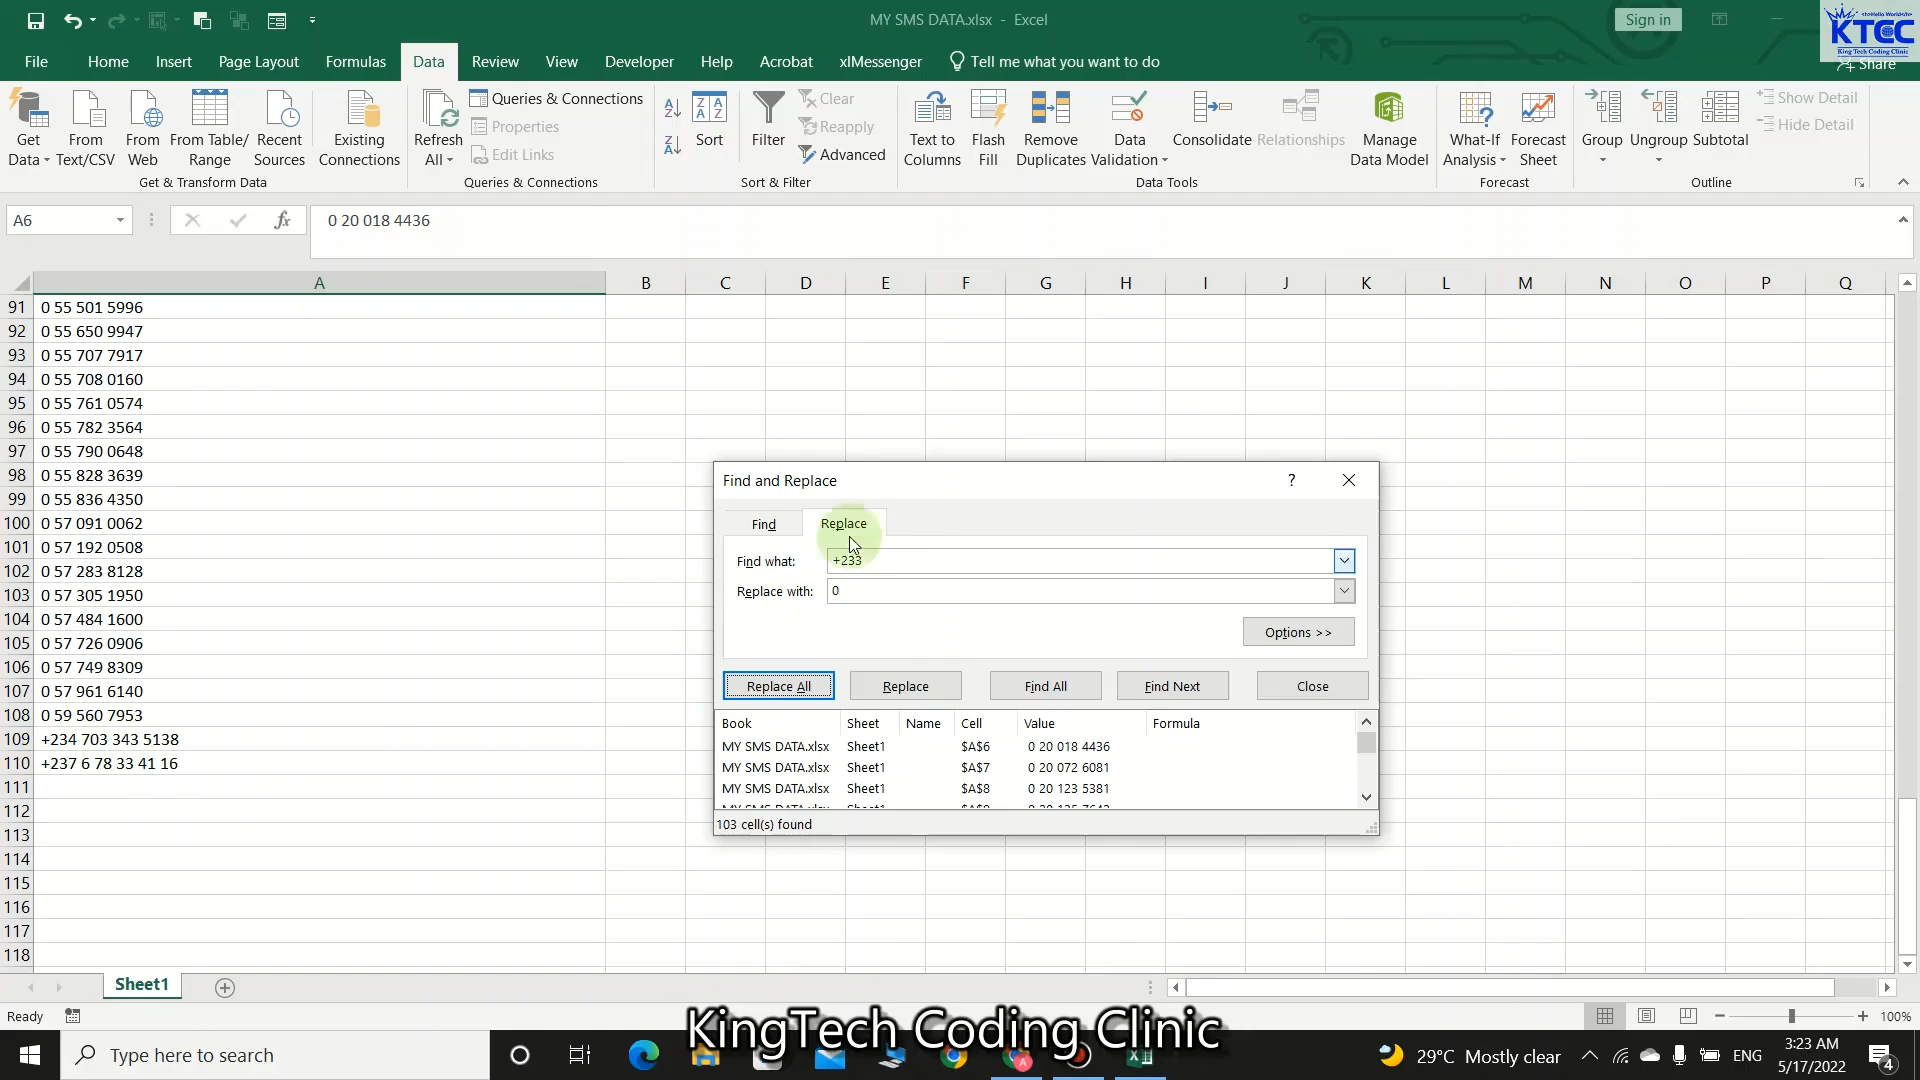 MY SMS DATA.xlsx - Excel
Sign in
<Hello World/>
KTCC
King Tech Coding Clinic
File Home Insert Page Layout Formulas Data Review View Developer Help Acrobat xlMessenger Tell me what you want to do
Share
Get Data
From Text/CSV
From Web
From Table/ Range
Recent Sources
Existing Connections
Get & Transform Data
Refresh All
Queries & Connections
Properties
Edit Links
Queries & Connections
Sort
Filter
Clear
Reapply
Advanced
Sort & Filter
Text to Columns
Flash Fill
Remove Duplicates
Data Validation
Consolidate
Relationships
Manage Data Model
Data Tools
What-If Analysis
Forecast Sheet
Forecast
Group
Ungroup
Subtotal
Show Detail
Hide Detail
Outline
A6
fx
0 20 018 4436
A B C D E F G H I J K L M N O P Q
91 0 55 501 5996
92 0 55 650 9947
93 0 55 707 7917
94 0 55 708 0160
95 0 55 761 0574
96 0 55 782 3564
97 0 55 790 0648
98 0 55 828 3639
99 0 55 836 4350
100 0 57 091 0062
101 0 57 192 0508
102 0 57 283 8128
103 0 57 305 1950
104 0 57 484 1600
105 0 57 726 0906
106 0 57 749 8309
107 0 57 961 6140
108 0 59 560 7953
109 +234 703 343 5138
110 +237 6 78 33 41 16
111
112
113
114
115
116
117
118
Find and Replace
?
Find Replace
Find what: +233
Replace with: 0
Options >>
Replace All Replace Find All Find Next Close
Book Sheet Name Cell Value Formula
MY SMS DATA.xlsx Sheet1 $A$6 0 20 018 4436
MY SMS DATA.xlsx Sheet1 $A$7 0 20 072 6081
MY SMS DATA.xlsx Sheet1 $A$8 0 20 123 5381
103 cell(s) found
Sheet1
Ready
100%
KingTech Coding Clinic
Type here to search
29°C Mostly clear
ENG
3:23 AM
5/17/2022
4